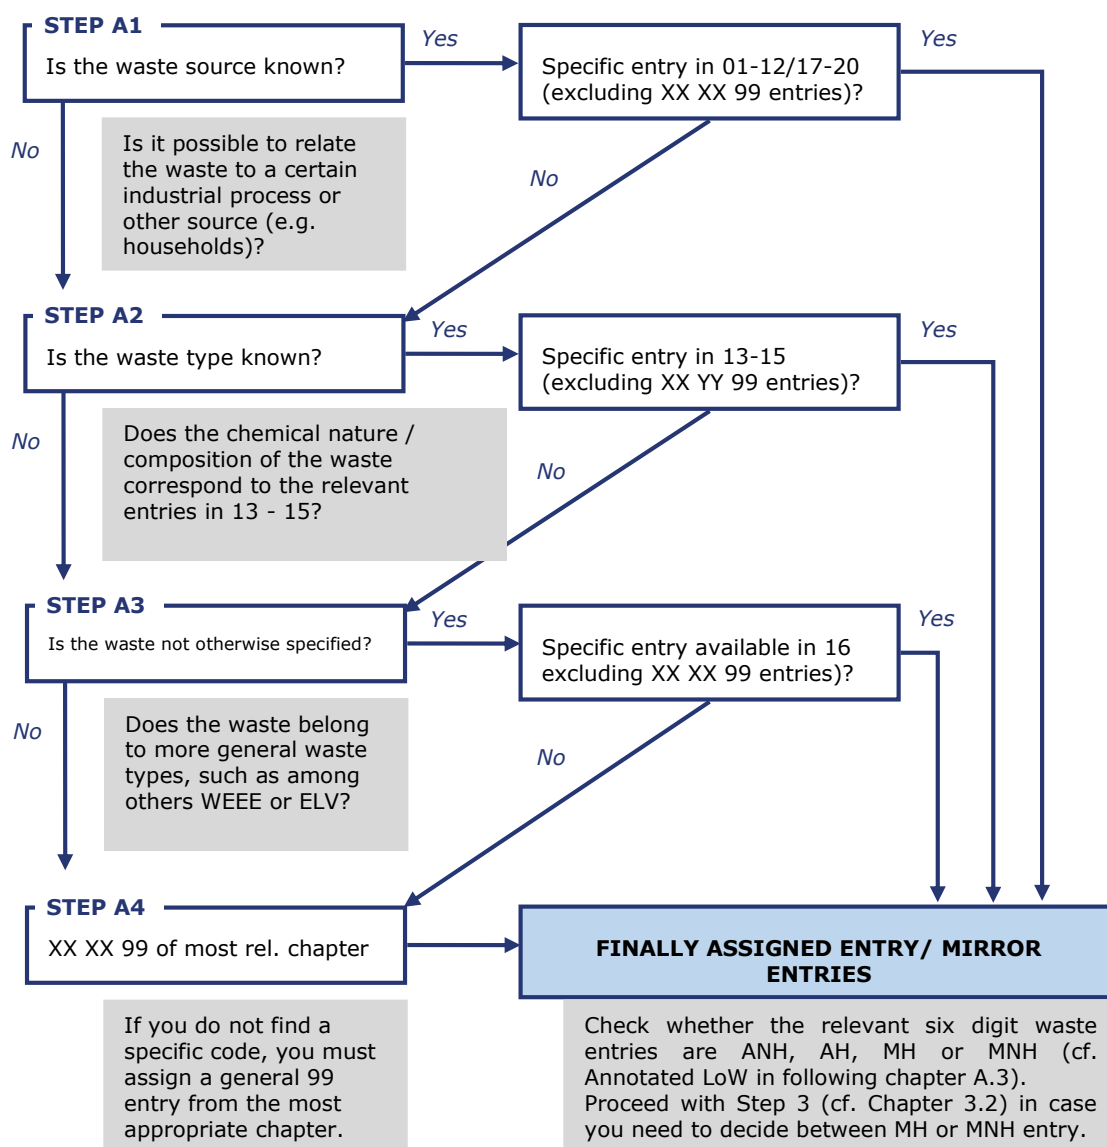 STEP A1
Is the waste source known?
Yes
Specific entry in 01-12/17-20
(excluding XX XX 99 entries)?
Yes
No
Is it possible to relate
the waste to a certain
industrial process or
other source (e.g.
households)?
No
STEP A2
Is the waste type known?
Yes
Specific entry in 13-15
(excluding XX YY 99 entries)?
Yes
No
Does the chemical nature /
composition of the waste
correspond to the relevant
entries in 13 - 15?
No
STEP A3
Is the waste not otherwise specified?
Yes
Specific entry available in 16
excluding XX XX 99 entries)?
Yes
No
Does the waste belong
to more general waste
types, such as among
others WEEE or ELV?
No
STEP A4
XX XX 99 of most rel. chapter
FINALLY ASSIGNED ENTRY/ MIRROR
ENTRIES
If you do not find a
specific code, you must
assign a general 99
entry from the most
appropriate chapter.
Check whether the relevant six digit waste
entries are ANH, AH, MH or MNH (cf.
Annotated LoW in following chapter A.3).
Proceed with Step 3 (cf. Chapter 3.2) in case
you need to decide between MH or MNH entry.